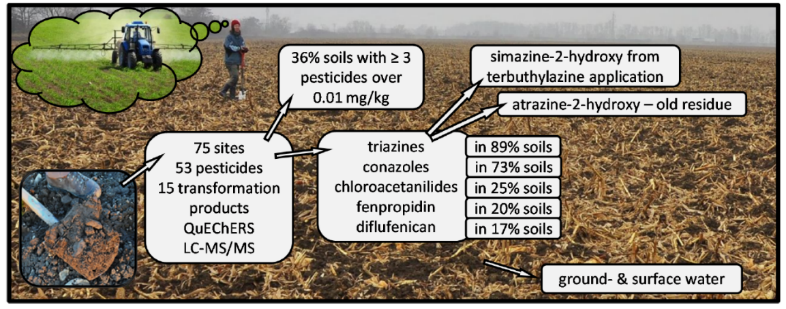 36% soils with ≥ 3
pesticides over
0.01 mg/kg
simazine-2-hydroxy from
terbuthylazine application
atrazine-2-hydroxy – old residue
75 sites
53 pesticides
15 transformation
products
QuEChERS
LC-MS/MS
triazines
in 89% soils
conazoles
in 73% soils
chloroacetanilides
in 25% soils
fenpropidin
in 20% soils
diflufenican
in 17% soils
ground- & surface water